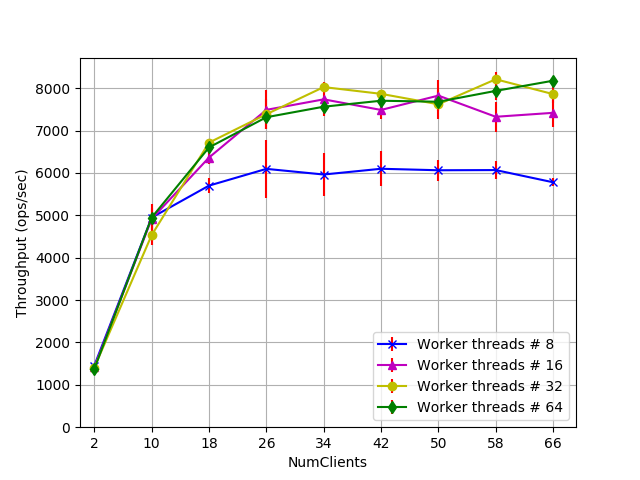 8000
7000
6000
5000
4000
3000
2000
1000
0
Throughput (ops/sec)
2 10 18 26 34 42 50 58 66
NumClients
Worker threads # 8
Worker threads # 16
Worker threads # 32
Worker threads # 64